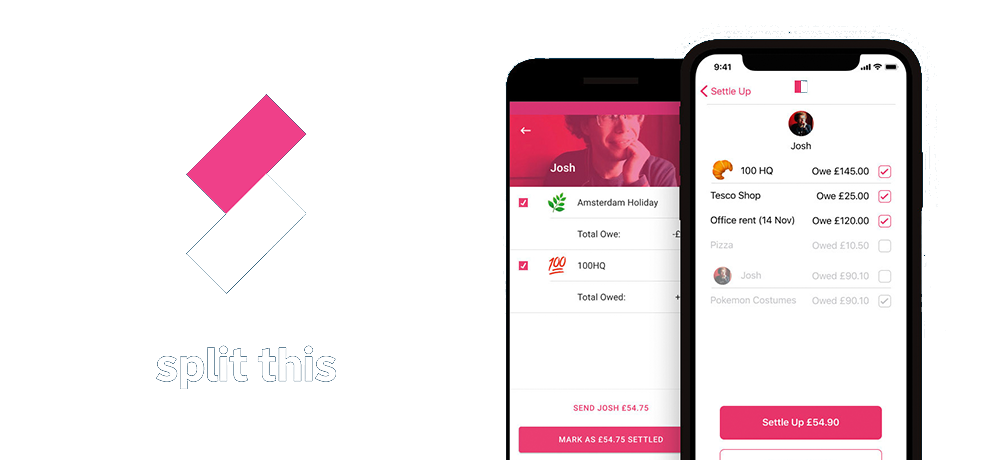 split this
Josh
Amsterdam Holiday
Total Owe: -£
100
100HQ
Total Owed: +
SEND JOSH £54.75
MARK AS £54.75 SETTLED
9:41
Settle Up
Josh
100 HQ Owe £145.00
Tesco Shop Owe £25.00
Office rent (14 Nov) Owe £120.00
Pizza Owed £10.50
Josh Owed £90.10
Pokemon Costumes Owed £90.10
Settle Up £54.90